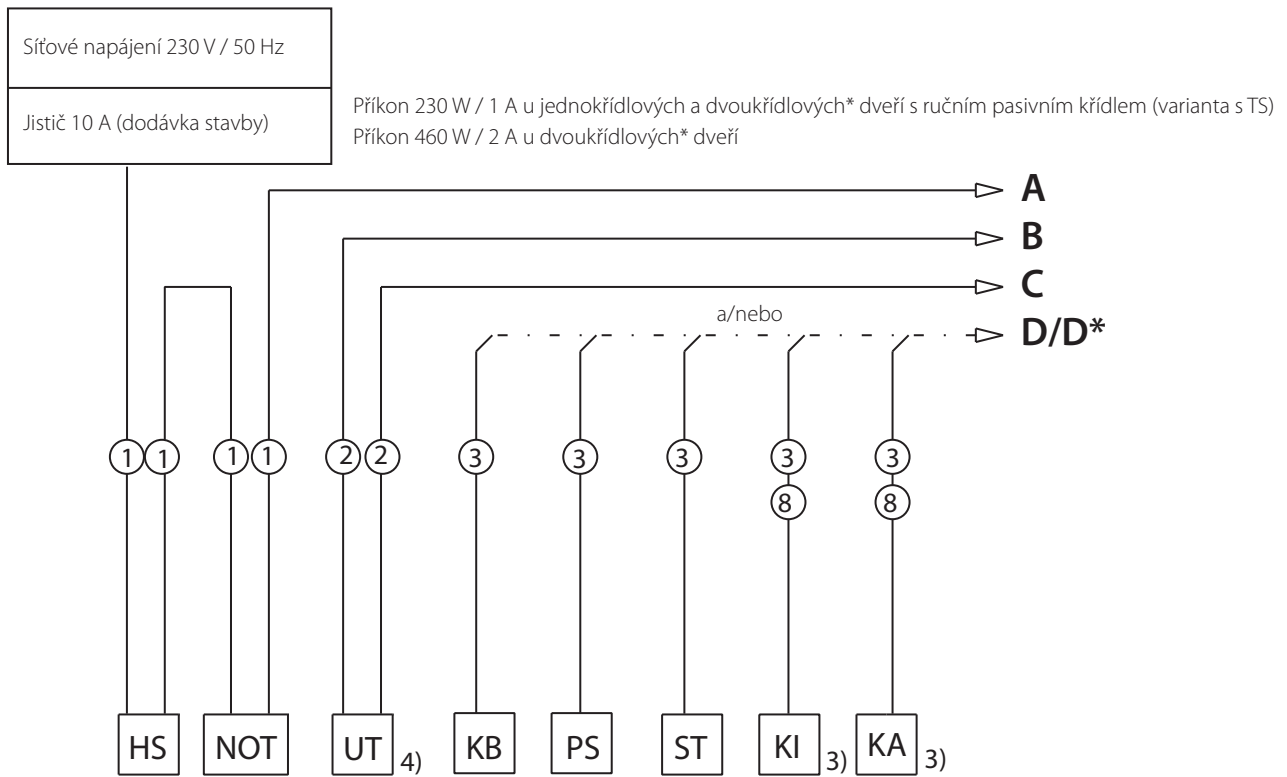 Síťové napájení 230 V / 50 Hz
Jistič 10 A (dodávka stavby)
Příkon 230 W / 1 A u jednokřídlových a dvoukřídlových* dveří s ručním pasivním křídlem (varianta s TS)
Příkon 460 W / 2 A u dvoukřídlových* dveří
A
B
C
a/nebo
D/D*
1 1 1 1 2 2 3 3 3 3 3
8 8
HS NOT UT 4) KB PS ST KI 3) KA 3)